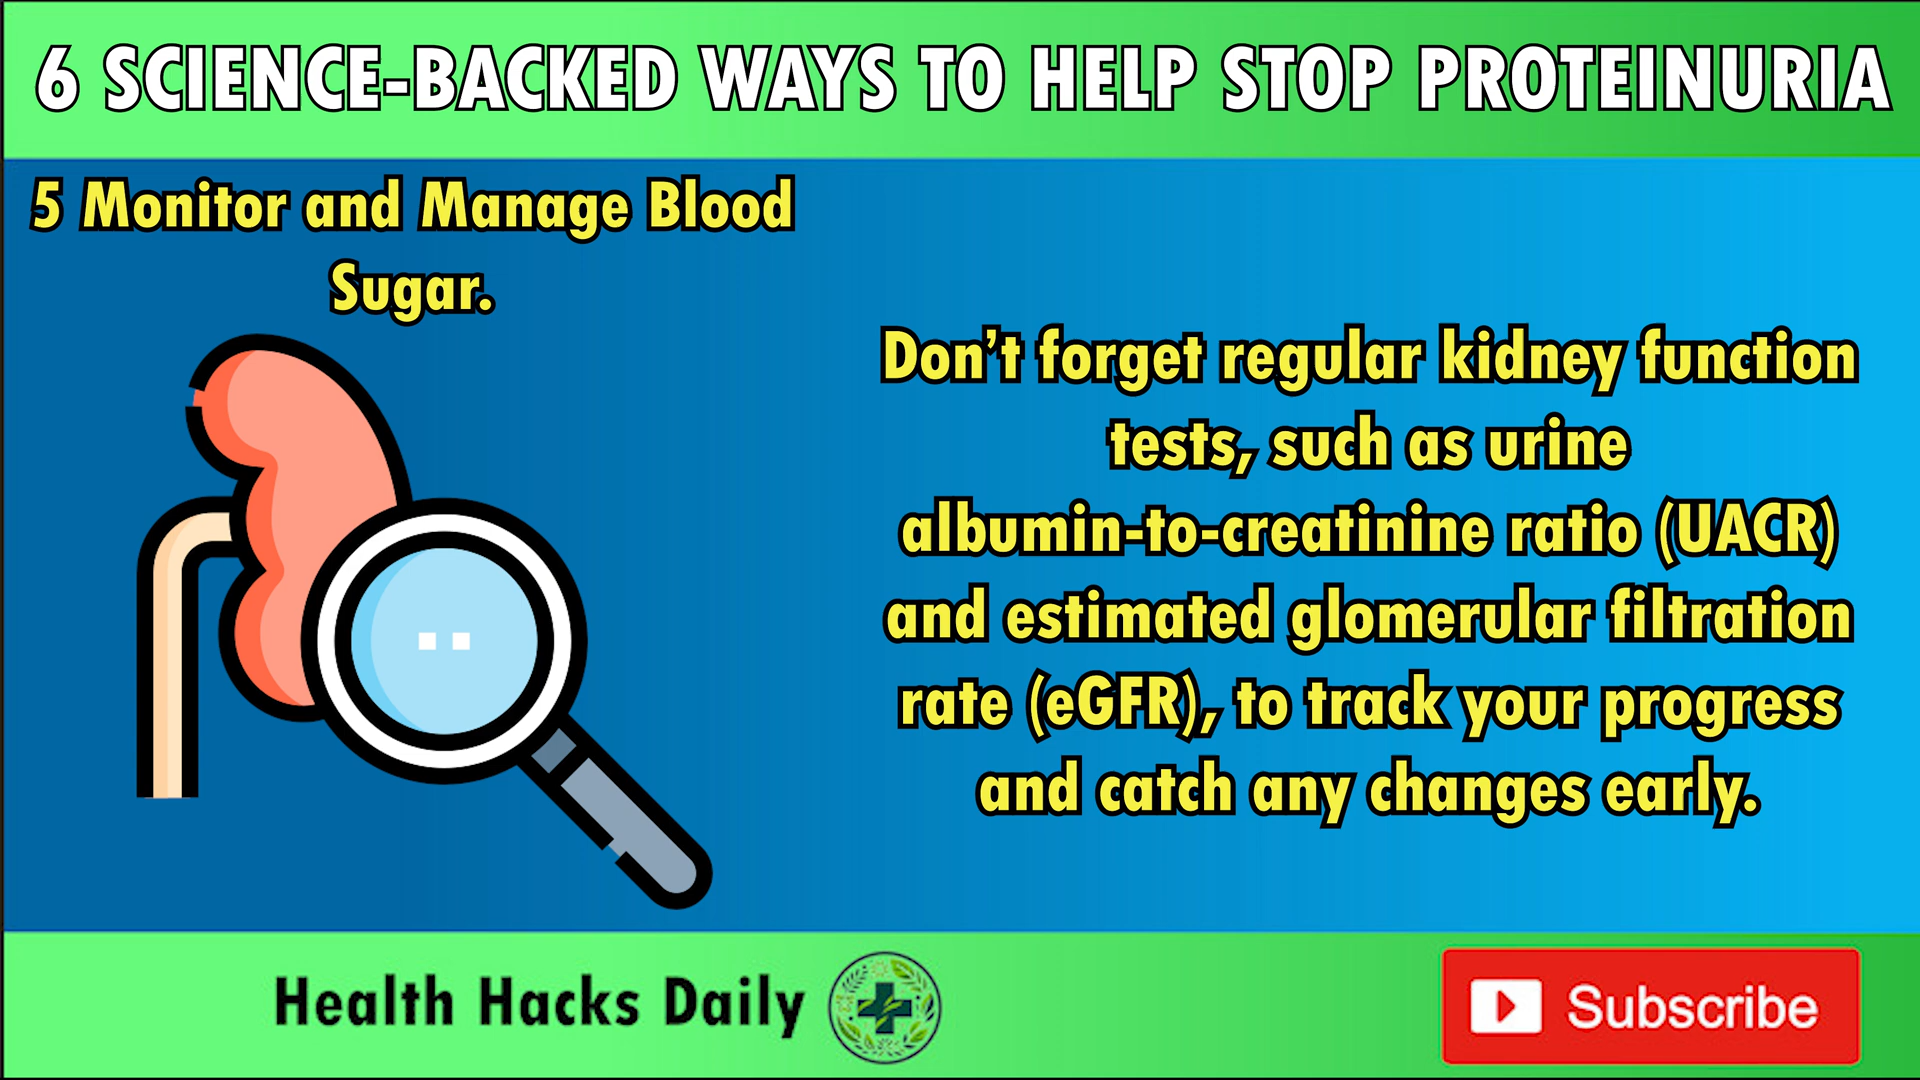 6 SCIENCE-BACKED WAYS TO HELP STOP PROTEINURIA
5 Monitor and Manage Blood
Sugar.
Don't forget regular kidney function
tests, such as urine
albumin-to-creatinine ratio (UACR)
and estimated glomerular filtration
rate (eGFR), to track your progress
and catch any changes early.
Health Hacks Daily
Subscribe